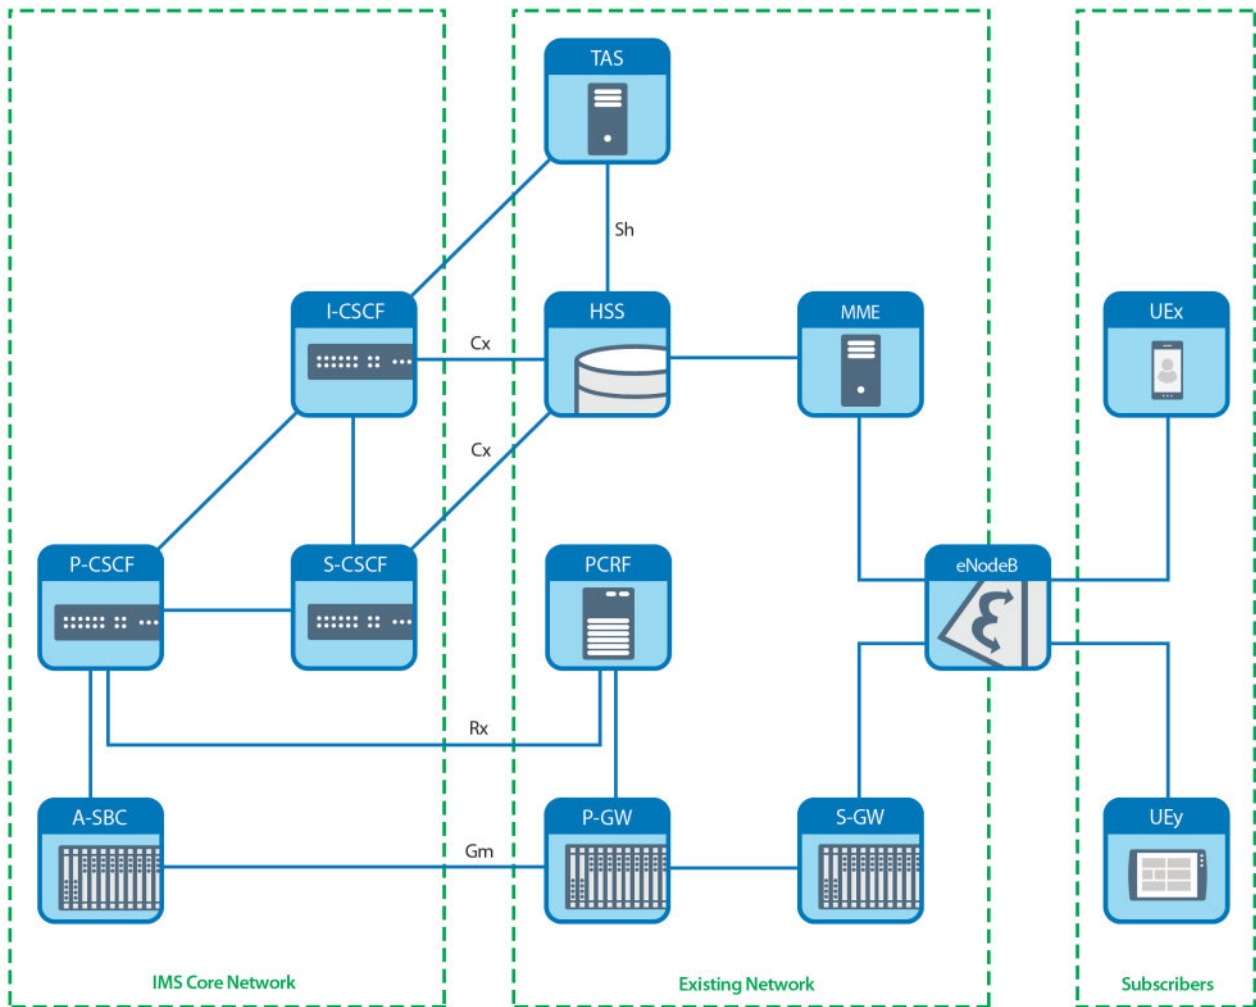 TAS
Sh
I-CSCF
Cx
HSS
MME
UEx
Cx
P-CSCF
S-CSCF
PCRF
eNodeB
Rx
A-SBC
Gm
P-GW
S-GW
UEy
IMS Core Network
Existing Network
Subscribers